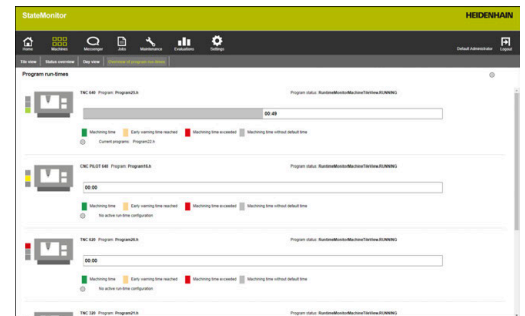 StateMonitor
HEIDENHAIN
Home Machines Messenger Jobs Maintenance Evaluations Settings Default Administrator Logout
Tile view Status overview Day view Overview of program run-times
Program run-times
TNC 640 Program: Program20.h Program status: RuntimeMonitorMachineTileView.RUNNING
00:49
Machining time Early warning time reached Machining time exceeded Machining time without default time
Current programs: Program22.h
CNC PILOT 640 Program: Program18.h Program status: RuntimeMonitorMachineTileView.RUNNING
00:00
Machining time Early warning time reached Machining time exceeded Machining time without default time
No active run-time configuration
TNC 620 Program: Program20.h Program status: RuntimeMonitorMachineTileView.RUNNING
00:00
Machining time Early warning time reached Machining time exceeded Machining time without default time
No active run-time configuration
TNC 320 Program: Program21.h Program status: RuntimeMonitorMachineTileView.RUNNING